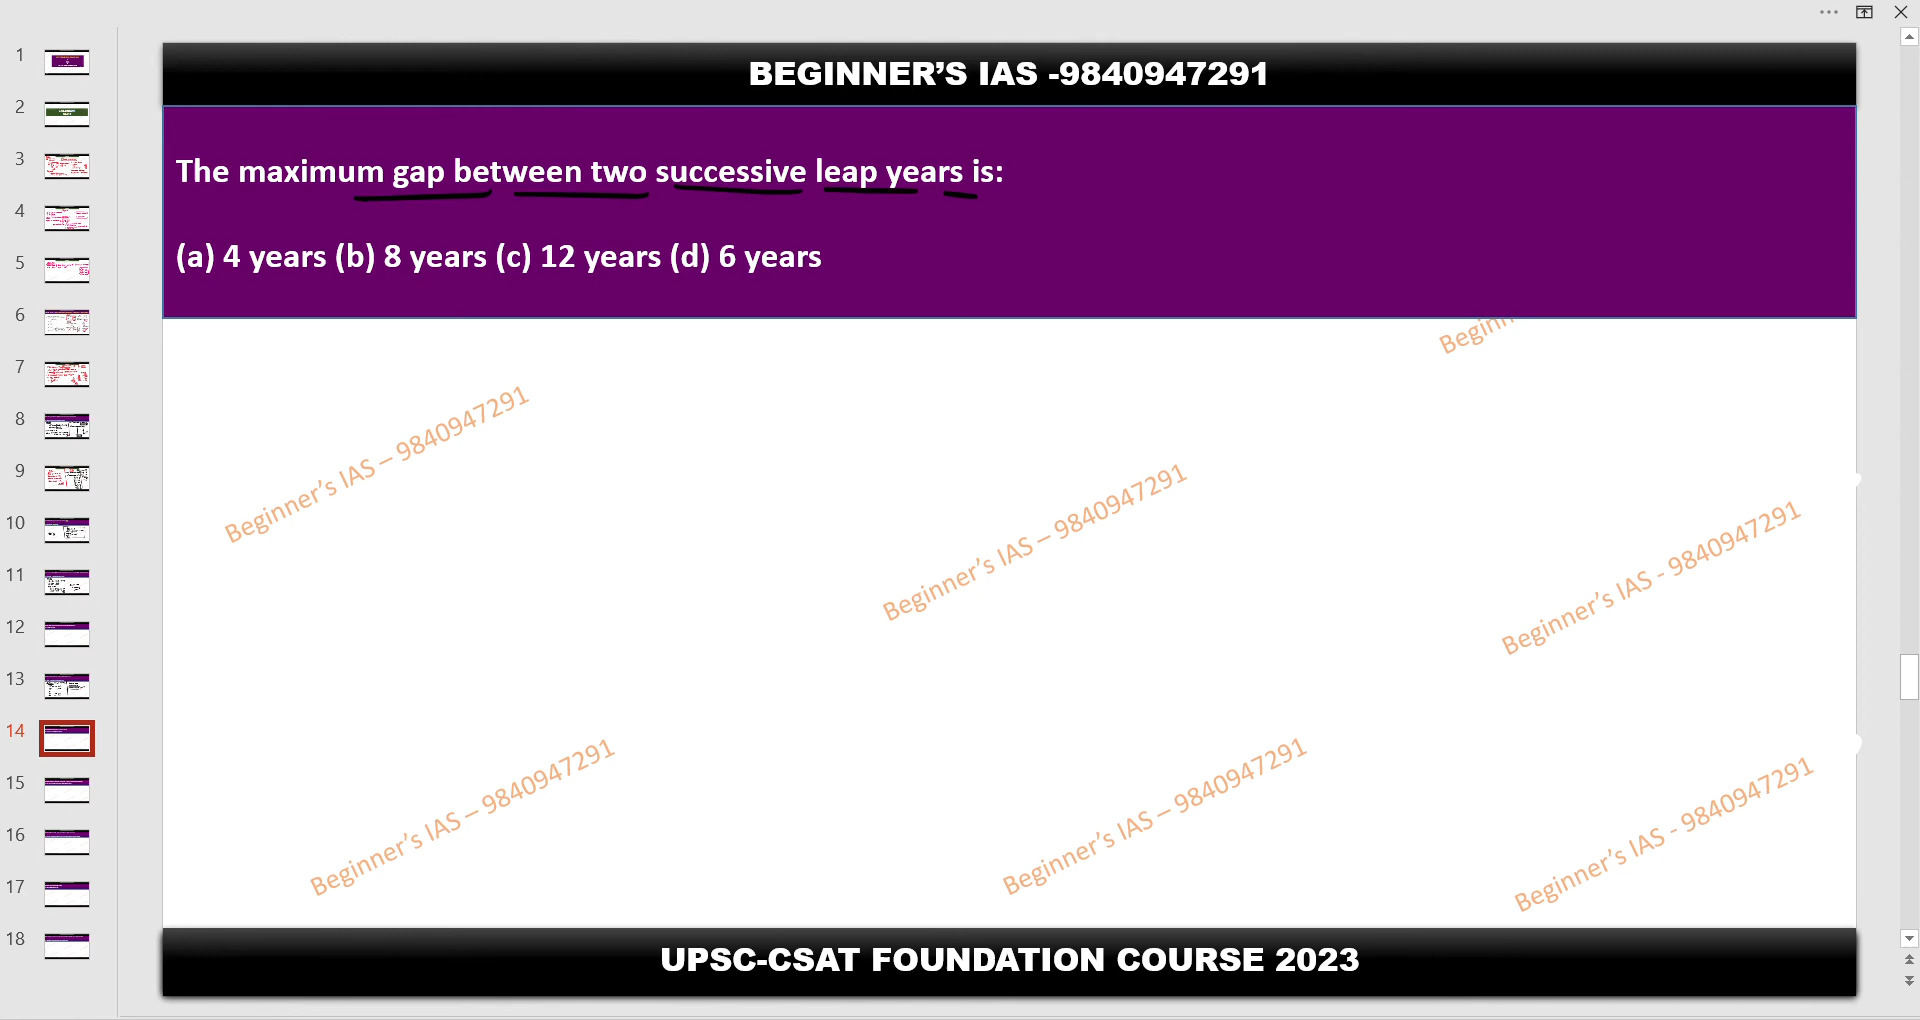 BEGINNER’S IAS -9840947291
The maximum gap between two successive leap years is:
(a) 4 years (b) 8 years (c) 12 years (d) 6 years
Beginn
Beginner’s IAS – 9840947291
Beginner’s IAS – 9840947291
Beginner’s IAS - 9840947291
Beginner’s IAS – 9840947291
Beginner’s IAS – 9840947291
Beginner’s IAS - 9840947291
UPSC-CSAT FOUNDATION COURSE 2023
1
2
3
4
5
6
7
8
9
10
11
12
13
14
15
16
17
18